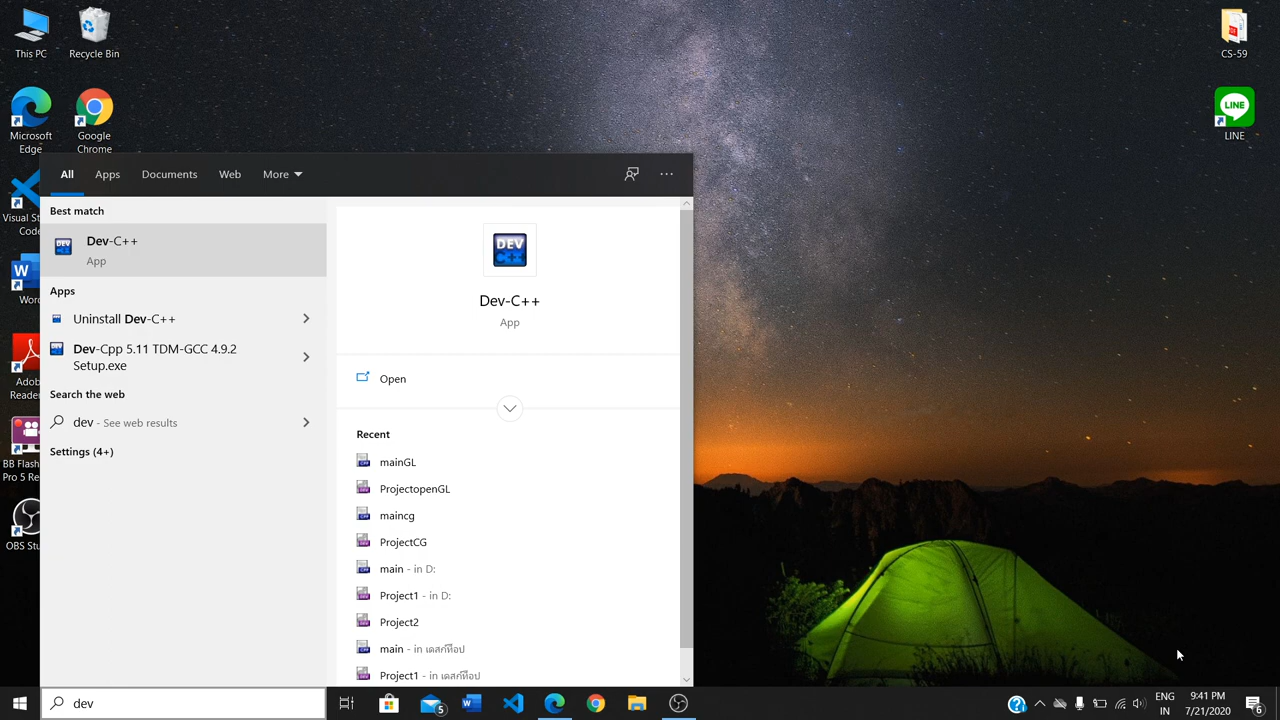 This PC
Recycle Bin
CS-59
Microsoft
Edge
Google
Chrome
LINE
LINE
Visual St
Code
Word
Adob
Reader
BB Flash
Pro 5 Re
OBS Stu
All
Apps
Documents
Web
More
Best match
Dev-C++
App
Apps
Uninstall Dev-C++
Dev-Cpp 5.11 TDM-GCC 4.9.2
Setup.exe
Search the web
dev - See web results
Settings (4+)
DEV
C++
Dev-C++
App
Open
Recent
mainGL
ProjectopenGL
maincg
ProjectCG
main - in D:
Project1 - in D:
Project2
main - in เดสก์ท็อป
Project1 - in เดสก์ท็อป
dev
5
ENG
IN
9:41 PM
7/21/2020
6